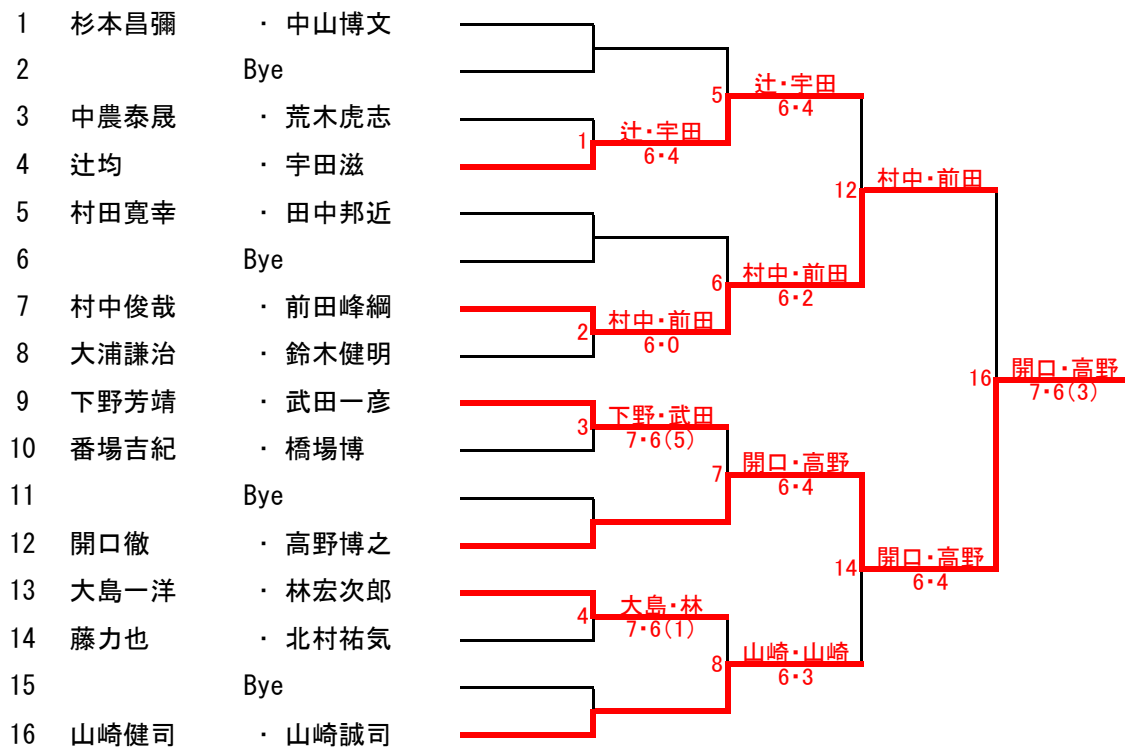 1 杉本昌彌 ・ 中山博文
2 Bye
3 中農泰晟 ・ 荒木虎志
4 辻均 ・ 宇田滋
5 村田寛幸 ・ 田中邦近
6 Bye
7 村中俊哉 ・ 前田峰綱
8 大浦謙治 ・ 鈴木健明
9 下野芳靖 ・ 武田一彦
10 番場吉紀 ・ 橋場博
11 Bye
12 開口徹 ・ 高野博之
13 大島一洋 ・ 林宏次郎
14 藤力也 ・ 北村祐気
15 Bye
16 山崎健司 ・ 山崎誠司
1 辻・宇田
6・4
2 村中・前田
6・0
3 下野・武田
7・6(5)
4 大島・林
7・6(1)
5 辻・宇田
6・4
6 村中・前田
6・2
7 開口・高野
6・4
8 山崎・山崎
6・3
12 村中・前田
14 開口・高野
6・4
16 開口・高野
7・6(3)